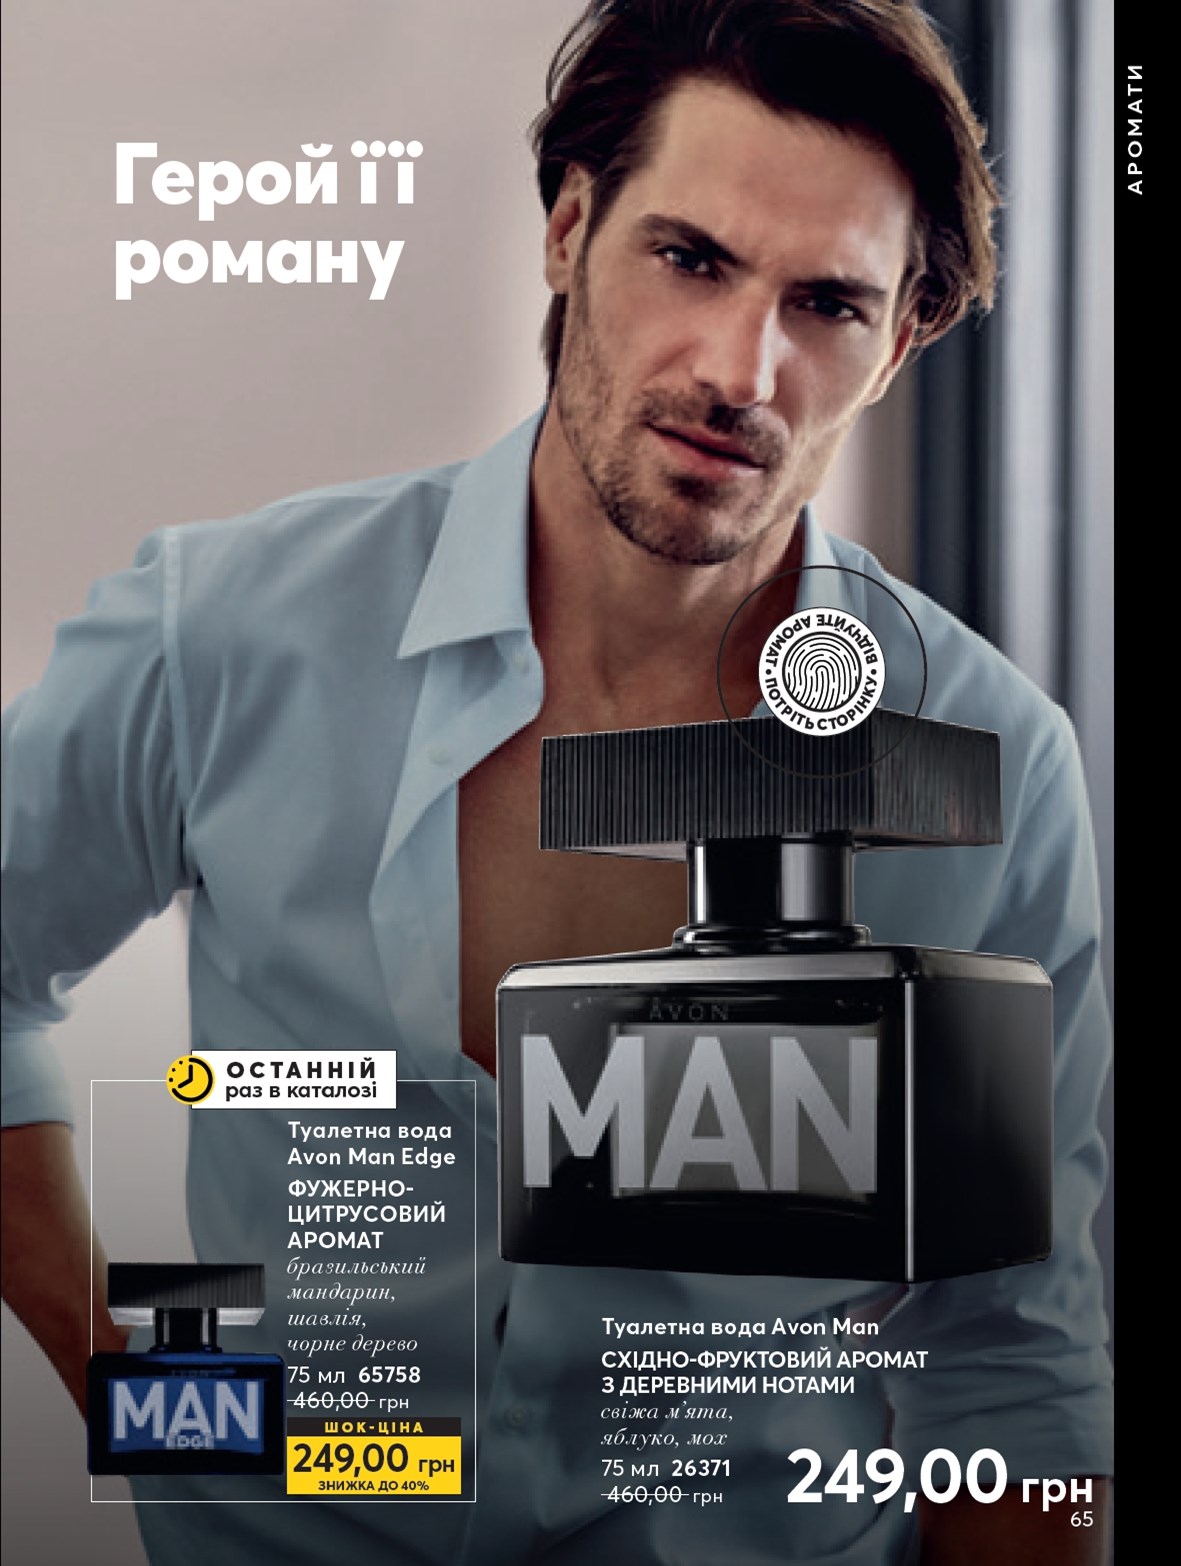 АРОМАТИ
Герой її
роману
ВІДЧУЙТЕ АРОМАТ • ПОТРІТЬ СТОРІНКУ •
AVON
MAN
ОСТАННІЙ
раз в каталозі
Туалетна вода
Avon Man Edge
ФУЖЕРНО-
ЦИТРУСОВИЙ
АРОМАТ
бразильський
мандарин,
шавлія,
чорне дерево
75 мл 65758
460,00 грн
ШОК-ЦІНА
249,00 грн
ЗНИЖКА ДО 40%
MAN
EDGE
Туалетна вода Avon Man
СХІДНО-ФРУКТОВИЙ АРОМАТ
З ДЕРЕВНИМИ НОТАМИ
свіжа м'ята,
яблуко, мох
75 мл 26371
460,00 грн
249,00 грн
65